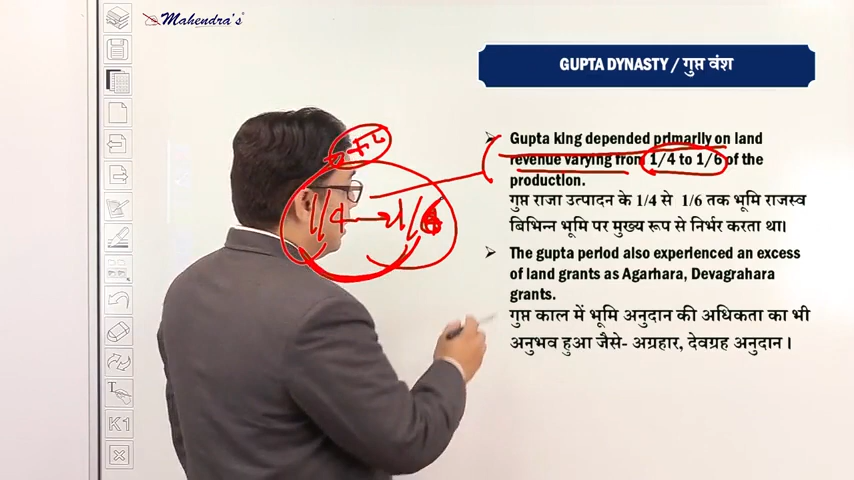 Mahendra's
GUPTA DYNASTY / गुप्त वंश
Gupta king depended primarily on land
revenue varying from 1/4 to 1/6 of the
production.
गुप्त राजा उत्पादन के 1/4 से 1/6 तक भूमि राजस्व
बिभिन्न भूमि पर मुख्य रूप से निर्भर करता था।
The gupta period also experienced an excess
of land grants as Agarhara, Devagrahara
grants.
गुप्त काल में भूमि अनुदान की अधिकता का भी
अनुभव हुआ जैसे- अग्रहार, देवग्रह अनुदान ।
1/4
K1